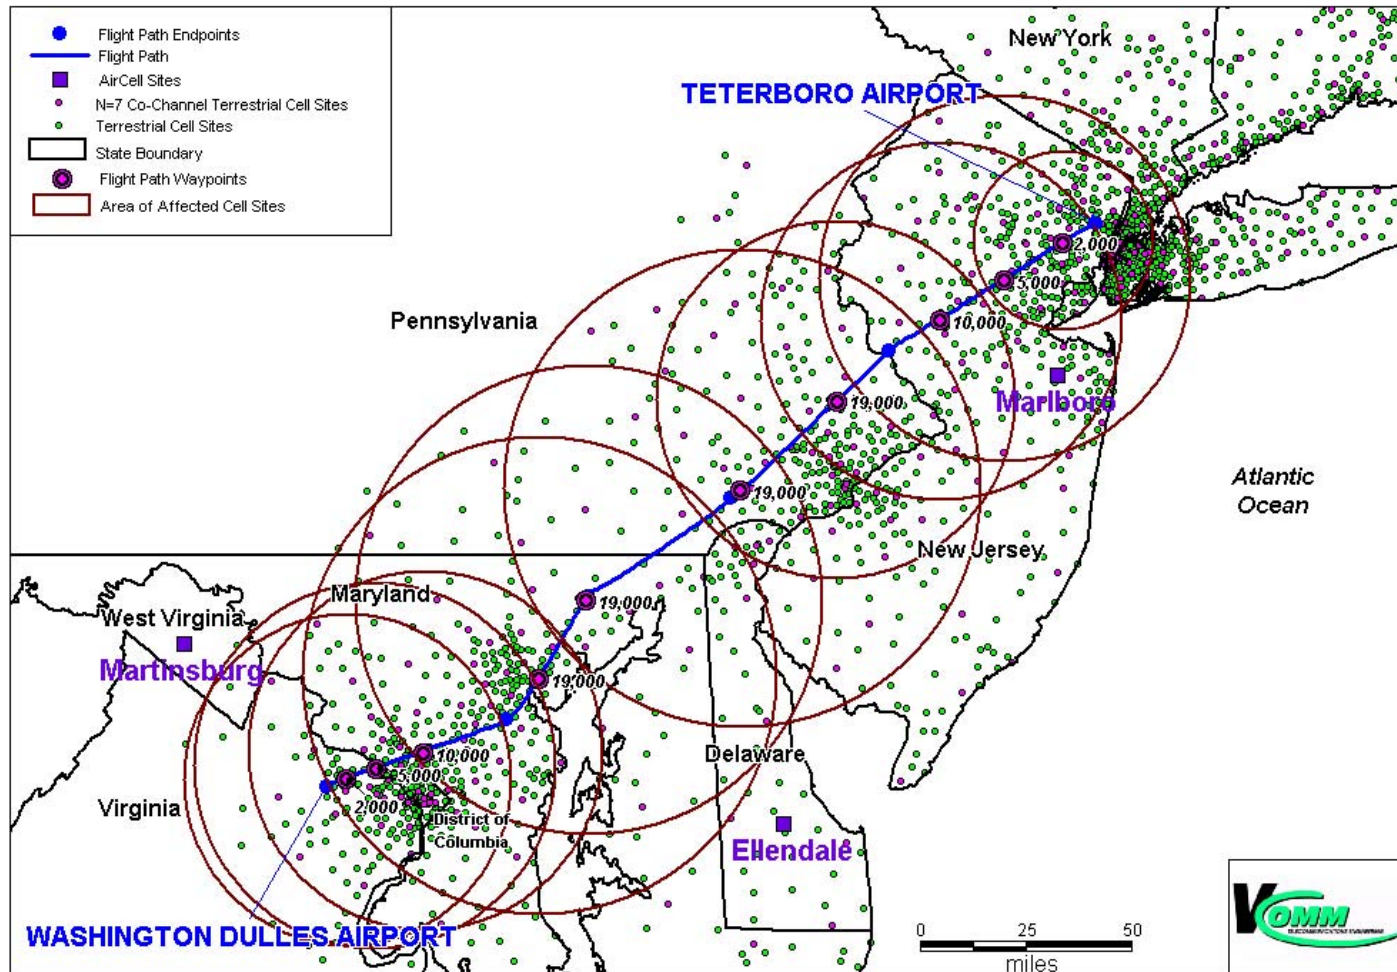 Flight Path Endpoints
Flight Path
AirCell Sites
N=7 Co-Channel Terrestrial Cell Sites
Terrestrial Cell Sites
State Boundary
Flight Path Waypoints
Area of Affected Cell Sites
New York
TETERBORO AIRPORT
2,000
5,000
10,000
Pennsylvania
Marlboro
19,000
Atlantic
Ocean
19,000
New Jersey
Maryland
19,000
West Virginia
Martinsburg
19,000
Delaware
10,000
5,000
Virginia
2,000
District of
Columbia
Ellendale
WASHINGTON DULLES AIRPORT
0 25 50
miles
VCOMM
TELECOMMUNICATIONS ENGINEERING